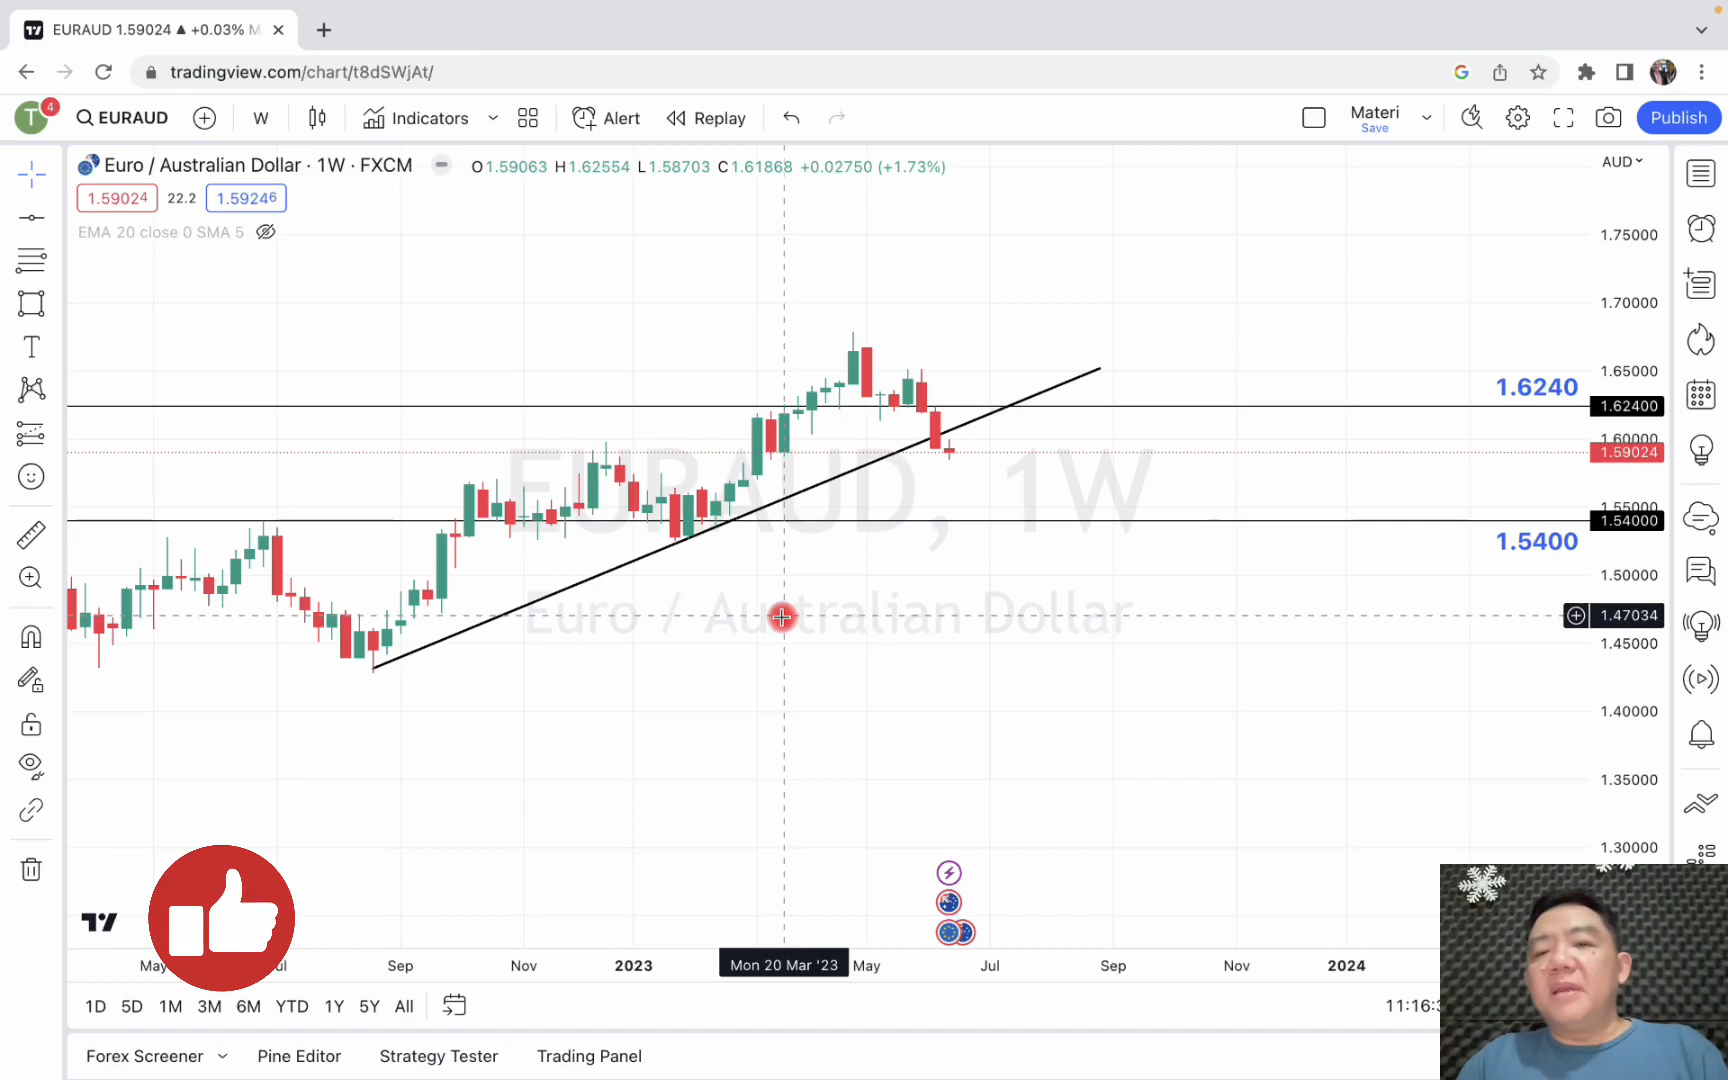 EURAUD 1.59024 ▲ +0.03% M
tradingview.com/chart/t8dSWjAt/
T 4 EURAUD W Indicators Alert Replay Materi Save Publish
Euro / Australian Dollar · 1W · FXCM O1.59063 H1.62554 L1.58703 C1.61868 +0.02750 (+1.73%) AUD
1.59024 22.2 1.59246
EMA 20 close 0 SMA 5
1.75000
1.70000
1.65000
1.6240
1.62400
1.60000
1.59024
EURAUD, 1W
1.55000
1.54000
1.5400
1.50000
Euro / Australian Dollar
1.47034
1.45000
1.40000
1.35000
1.30000
May Sep Nov 2023 Mon 20 Mar '23 May Jul Sep Nov 2024
1D 5D 1M 3M 6M YTD 1Y 5Y All 11:16:3
Forex Screener Pine Editor Strategy Tester Trading Panel